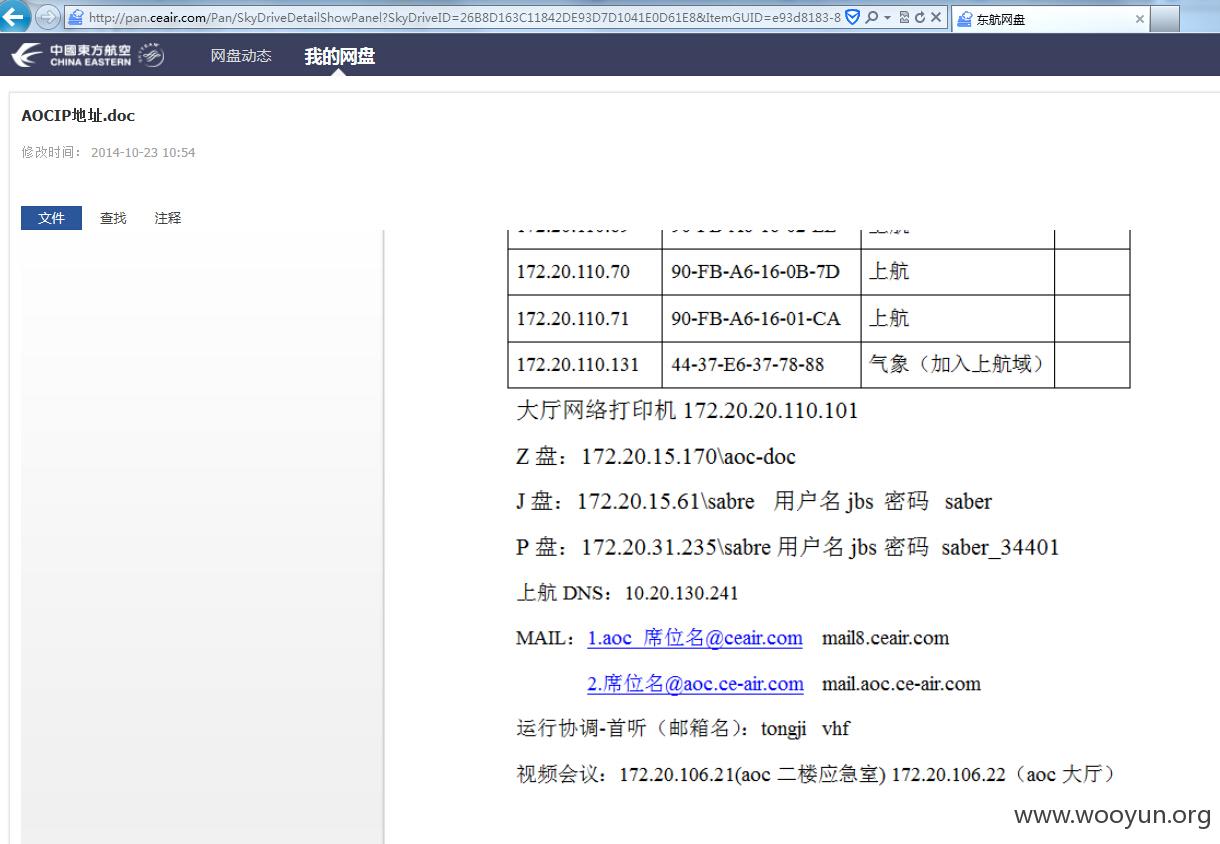 http://pan.ceair.com/Pan/SkyDriveDetailShowPanel?SkyDriveID=26B8D163C11842DE93D7D1041E0D61E8&ItemGUID=e93d8183-8
东航网盘
中國東方航空
CHINA EASTERN
网盘动态 我的网盘
AOCIP地址.doc
修改时间： 2014-10-23 10:54
文件 查找 注释
172.20.110.70 90-FB-A6-16-0B-7D 上航
172.20.110.71 90-FB-A6-16-01-CA 上航
172.20.110.131 44-37-E6-37-78-88 气象（加入上航域）
大厅网络打印机 172.20.20.110.101
Z 盘：172.20.15.170\aoc-doc
J 盘：172.20.15.61\sabre 用户名 jbs 密码 saber
P 盘：172.20.31.235\sabre 用户名 jbs 密码 saber_34401
上航 DNS：10.20.130.241
MAIL：1.aoc_席位名@ceair.com mail8.ceair.com
2.席位名@aoc.ce-air.com mail.aoc.ce-air.com
运行协调-首听（邮箱名）：tongji vhf
视频会议：172.20.106.21(aoc 二楼应急室) 172.20.106.22（aoc 大厅）
www.wooyun.org